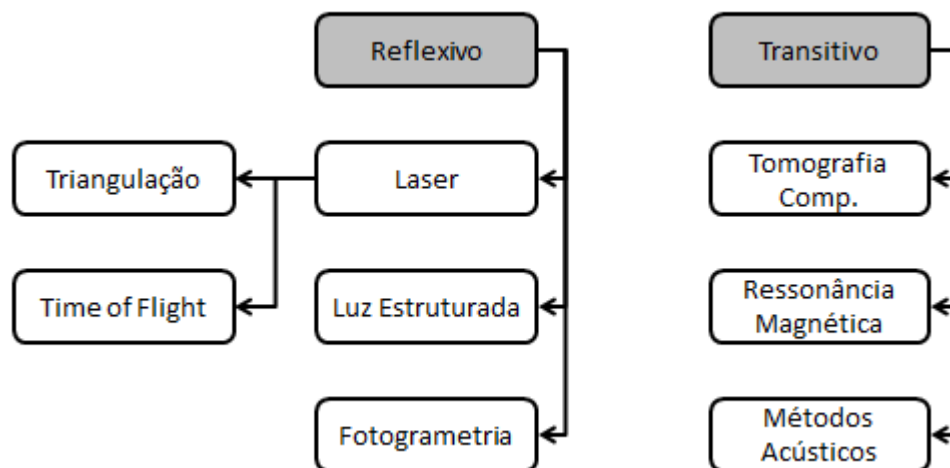 Reflexivo
Transitivo
Triangulação
Laser
Tomografia
Comp.
Time of Flight
Luz Estruturada
Ressonância
Magnética
Fotogrametria
Métodos
Acústicos